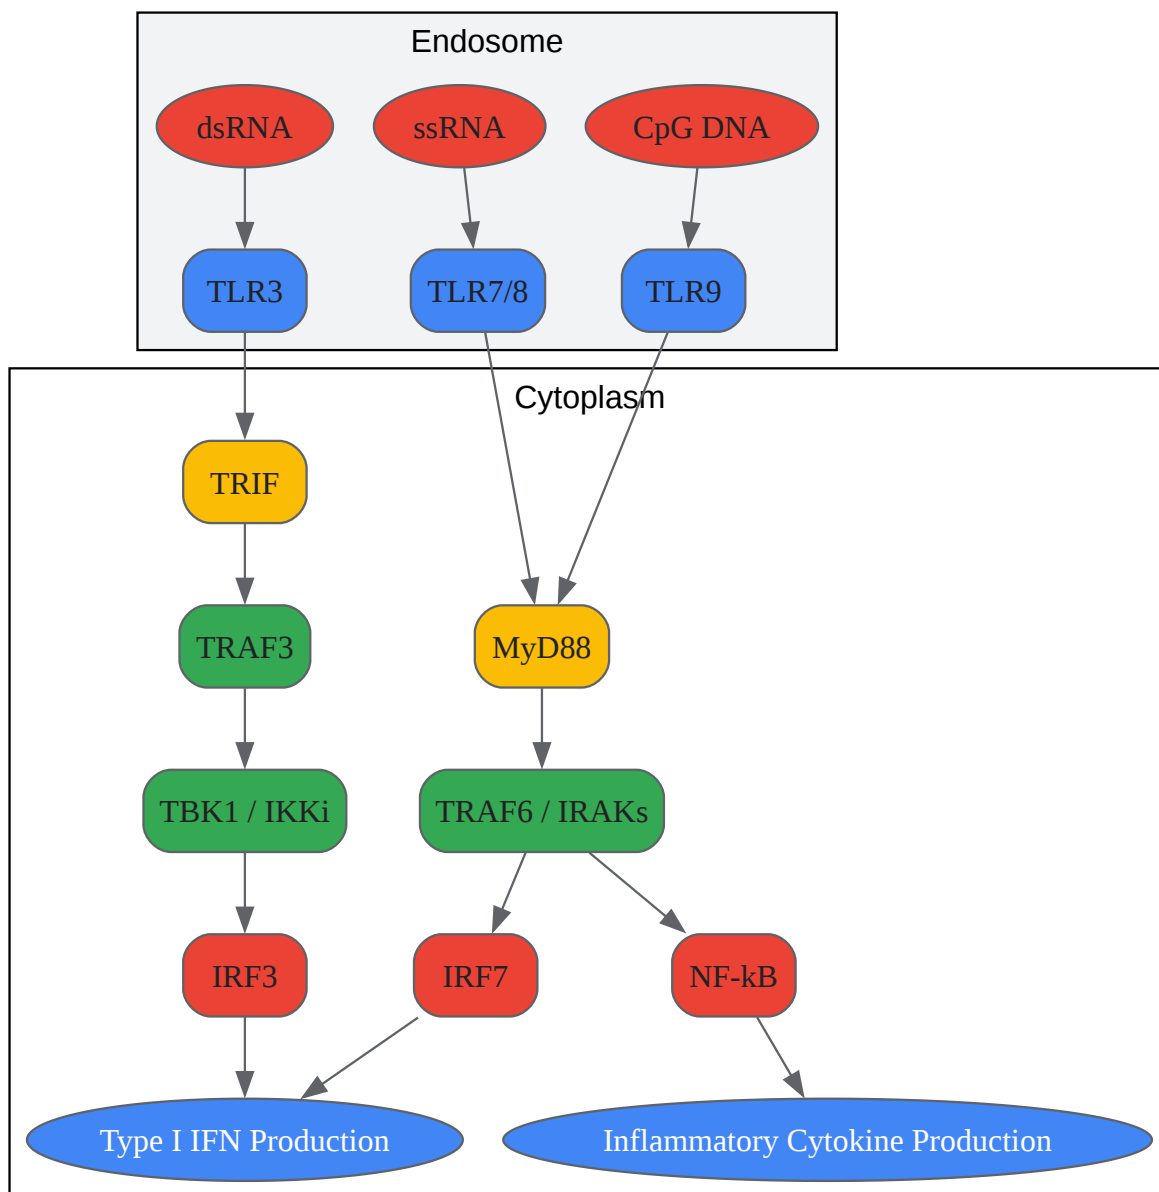 Endosome
dsRNA
ssRNA
CpG DNA
TLR3
TLR7/8
TLR9
Cytoplasm
TRIF
TRAF3
MyD88
TBK1 / IKKi
TRAF6 / IRAKs
IRF3
IRF7
NF-kB
Type I IFN Production
Inflammatory Cytokine Production